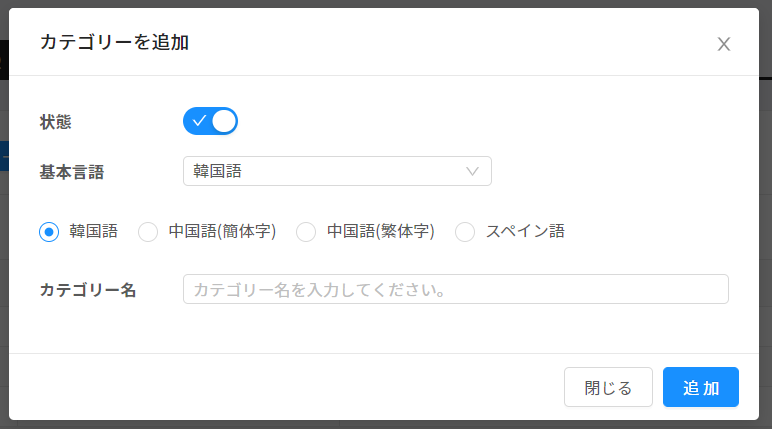 カテゴリーを追加
状態
基本言語 韓国語
韓国語 中国語(簡体字) 中国語(繁体字) スペイン語
カテゴリー名 カテゴリー名を入力してください。
閉じる 追加